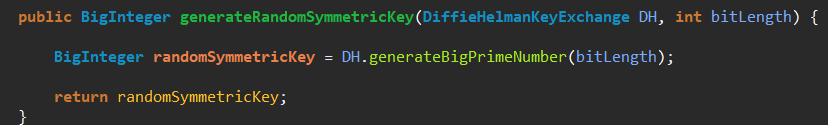 public BigInteger generateRandomSymmetricKey(DiffieHelmanKeyExchange DH, int bitLength) {
BigInteger randomSymmetricKey = DH.generateBigPrimeNumber(bitLength);
return randomSymmetricKey;
}